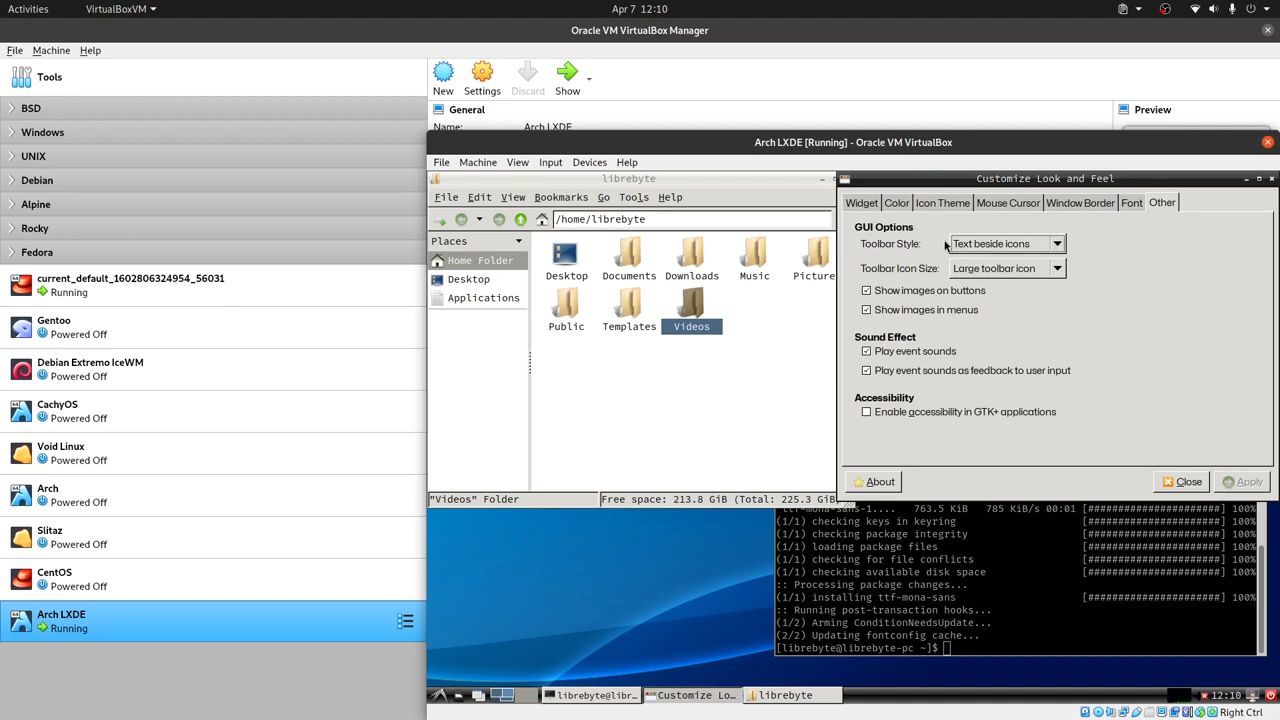 Activities VirtualBoxVM Apr 7 12:10
Oracle VM VirtualBox Manager
File Machine Help
Tools
New Settings Discard Show
General
Name: Arch LXDE
Preview
BSD
Windows
UNIX
Debian
Alpine
Rocky
Fedora
current_default_1602806324954_56031
Running
Gentoo
Powered Off
Debian Extremo IceWM
Powered Off
CachyOS
Powered Off
Void Linux
Powered Off
Arch
Powered Off
Slitaz
Powered Off
CentOS
Powered Off
Arch LXDE
Running
Arch LXDE [Running] - Oracle VM VirtualBox
File Machine View Input Devices Help
librebyte
File Edit View Bookmarks Go Tools Help
/home/librebyte
Places
Home Folder
Desktop
Applications
Desktop Documents Downloads Music Picture
Public Templates Videos
"Videos" Folder Free space: 213.8 GiB (Total: 225.3 GiB
Customize Look and Feel
Widget Color Icon Theme Mouse Cursor Window Border Font Other
GUI Options
Toolbar Style: Text beside icons
Toolbar Icon Size: Large toolbar icon
Show images on buttons
Show images in menus
Sound Effect
Play event sounds
Play event sounds as feedback to user input
Accessibility
Enable accessibility in GTK+ applications
About Close Apply
ttf-mona-sans-1.... 763.5 KiB 785 KiB/s 00:01 [######################] 100%
(1/1) checking keys in keyring [######################] 100%
(1/1) checking package integrity [######################] 100%
(1/1) loading package files [######################] 100%
(1/1) checking for file conflicts [######################] 100%
(1/1) checking available disk space [######################] 100%
:: Processing package changes...
(1/1) installing ttf-mona-sans [######################] 100%
:: Running post-transaction hooks...
(1/2) Arming ConditionNeedsUpdate...
(2/2) Updating fontconfig cache...
[librebyte@librebyte-pc ~]$
librebyte@libr... Customize Lo... librebyte 12:10
Right Ctrl